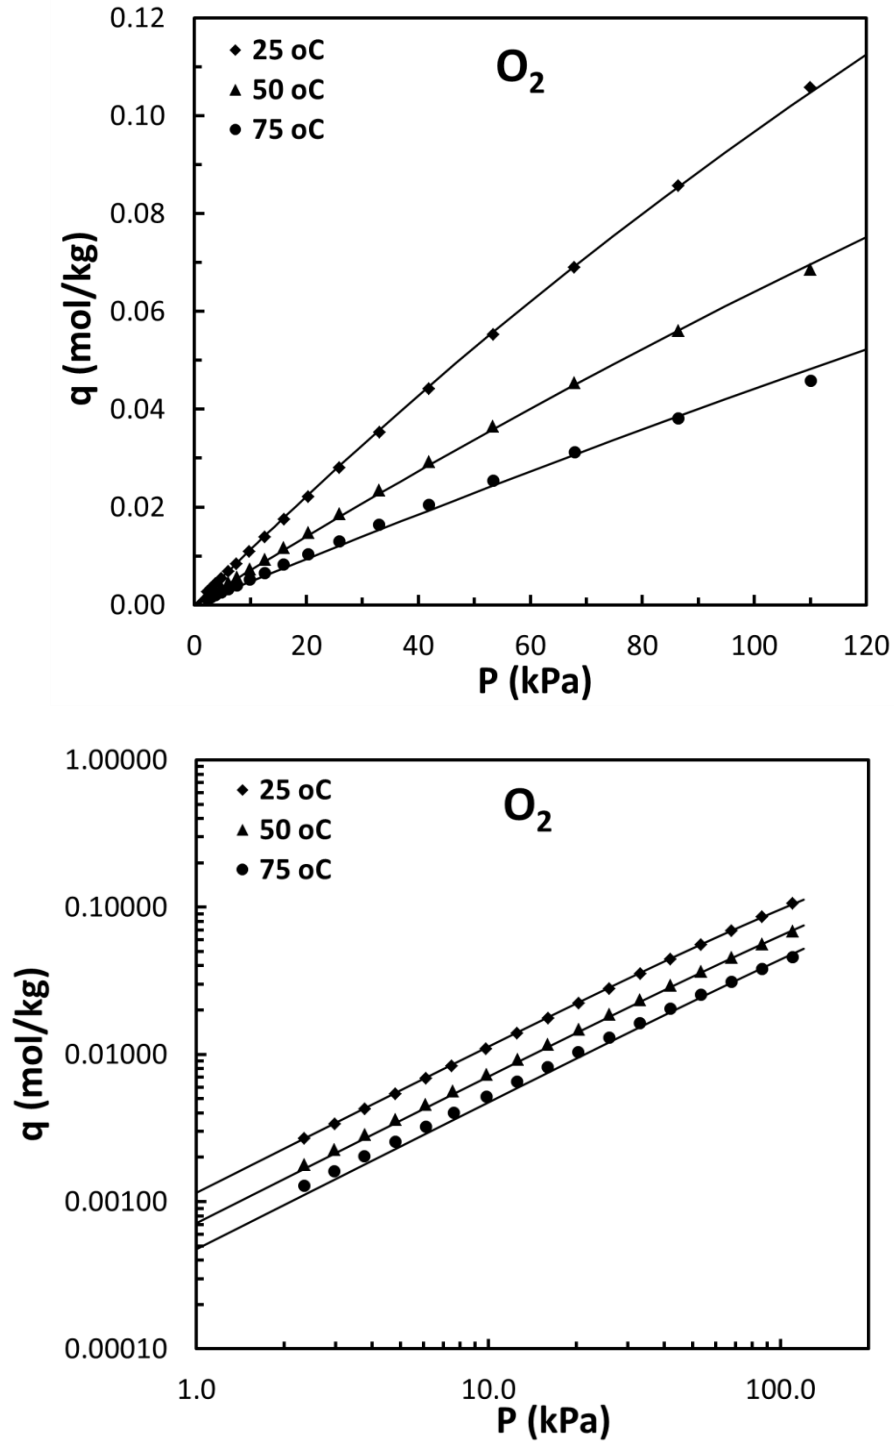 0.12
25 oC
O2
50 oC
0.10
75 oC
0.08
0.06
0.04
0.02
0.00
q (mol/kg)
0 20 40 60 80 100 120
P (kPa)
1.00000
25 oC
O2
50 oC
75 oC
0.10000
0.01000
0.00100
0.00010
q (mol/kg)
1.0 10.0 100.0
P (kPa)